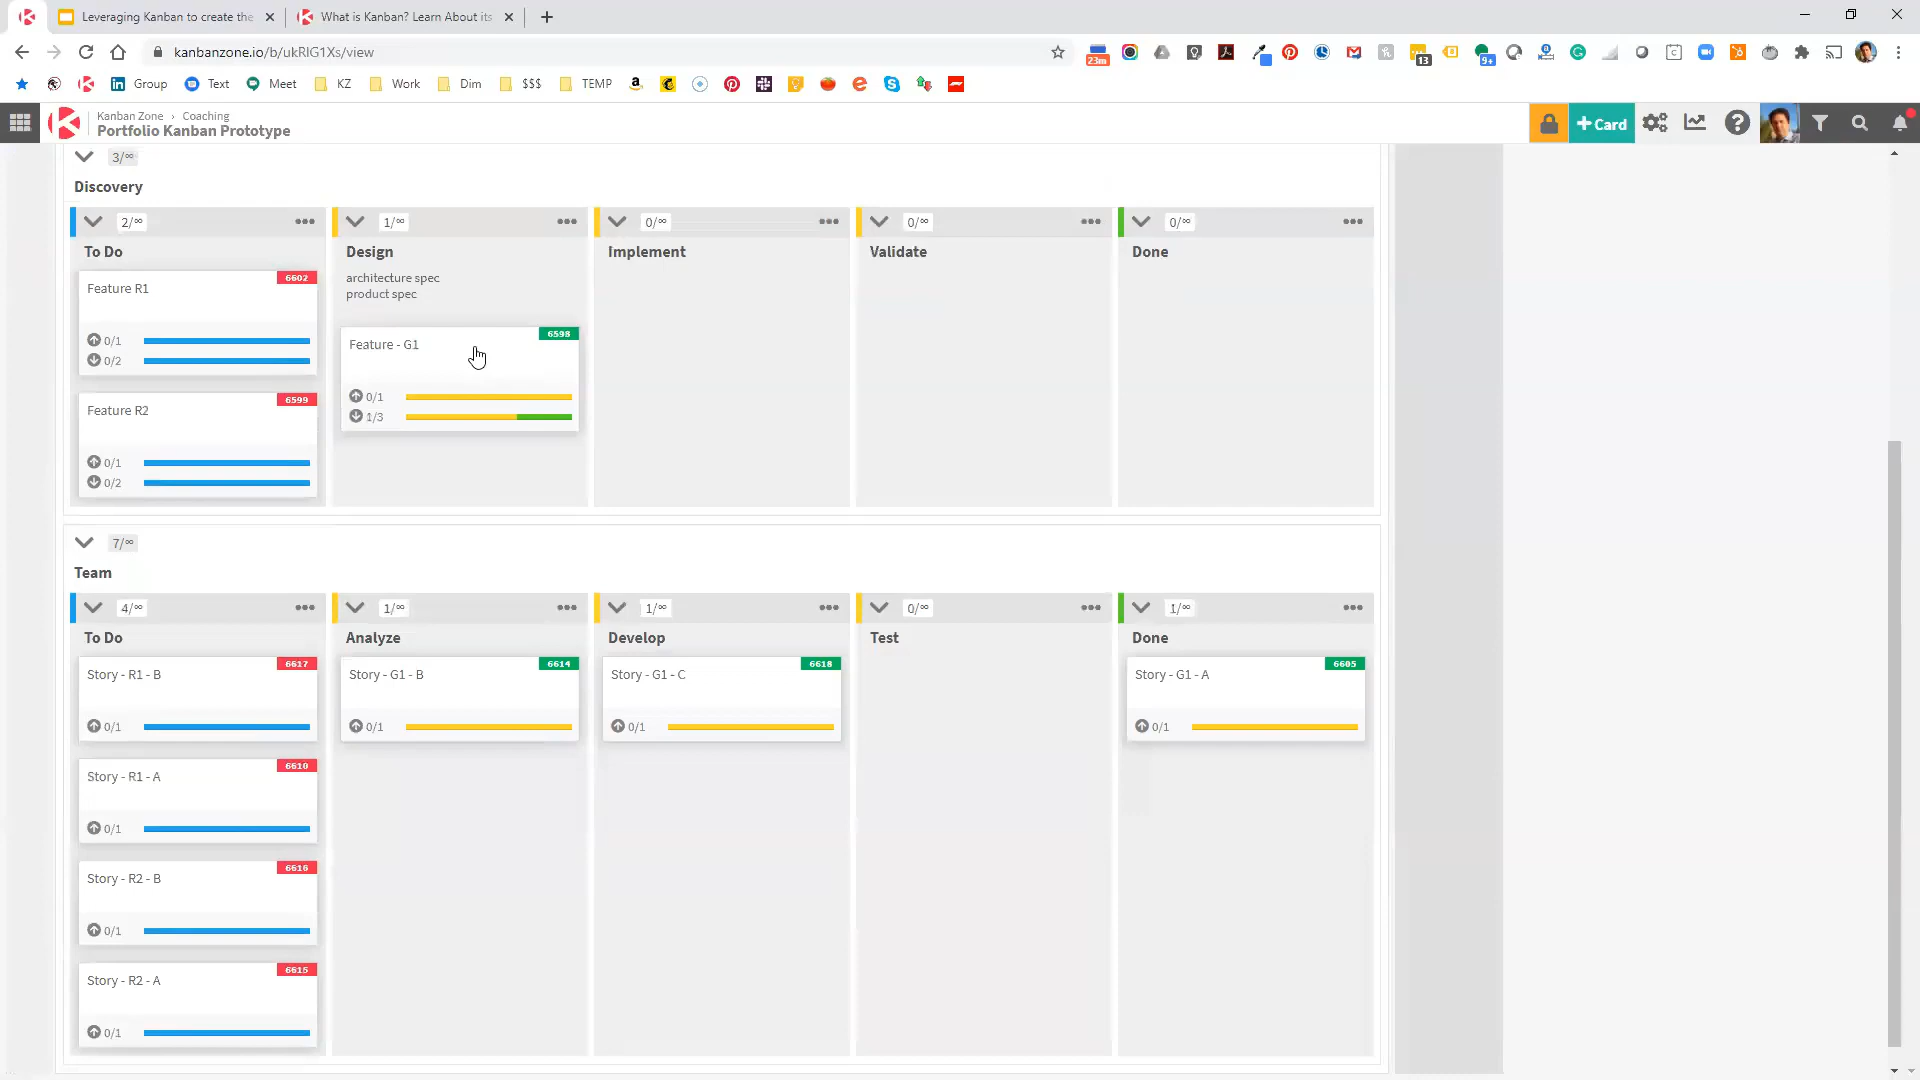 Leveraging Kanban to create the
What is Kanban? Learn About its
kanbanzone.io/b/ukRlG1Xs/view
23m
13
9+
Group
Text
Meet
KZ
Work
Dim
$$$
TEMP
Kanban Zone › Coaching
Portfolio Kanban Prototype
+Card
3/∞
Discovery
2/∞
1/∞
0/∞
0/∞
0/∞
To Do
Design
Implement
Validate
Done
architecture spec
product spec
6602
Feature R1
0/1
0/2
6598
Feature - G1
0/1
1/3
6599
Feature R2
0/1
0/2
7/∞
Team
4/∞
1/∞
1/∞
0/∞
1/∞
To Do
Analyze
Develop
Test
Done
6617
Story - R1 - B
0/1
6614
Story - G1 - B
0/1
6618
Story - G1 - C
0/1
6605
Story - G1 - A
0/1
6610
Story - R1 - A
0/1
6616
Story - R2 - B
0/1
6615
Story - R2 - A
0/1